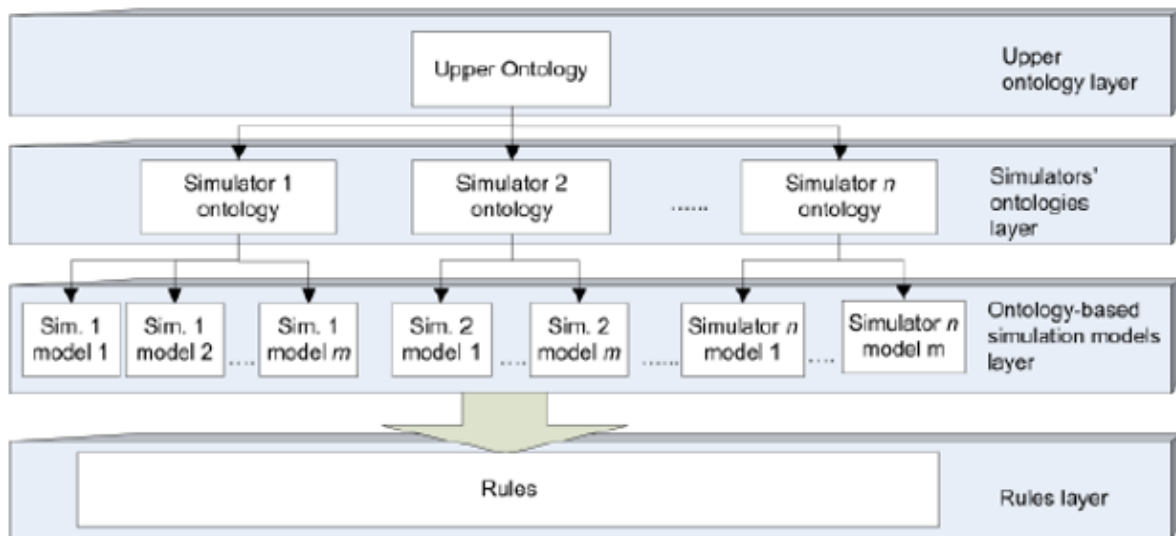 Upper Ontology
Upper
ontology layer
Simulator 1
ontology
Simulator 2
ontology
......
Simulator n
ontology
Simulators'
ontologies
layer
Sim. 1
model 1
Sim. 1
model 2
....
Sim. 1
model m
Sim. 2
model 1
....
Sim. 2
model m
......
Simulator n
model 1
....
Simulator n
model m
Ontology-based
simulation models
layer
Rules
Rules layer